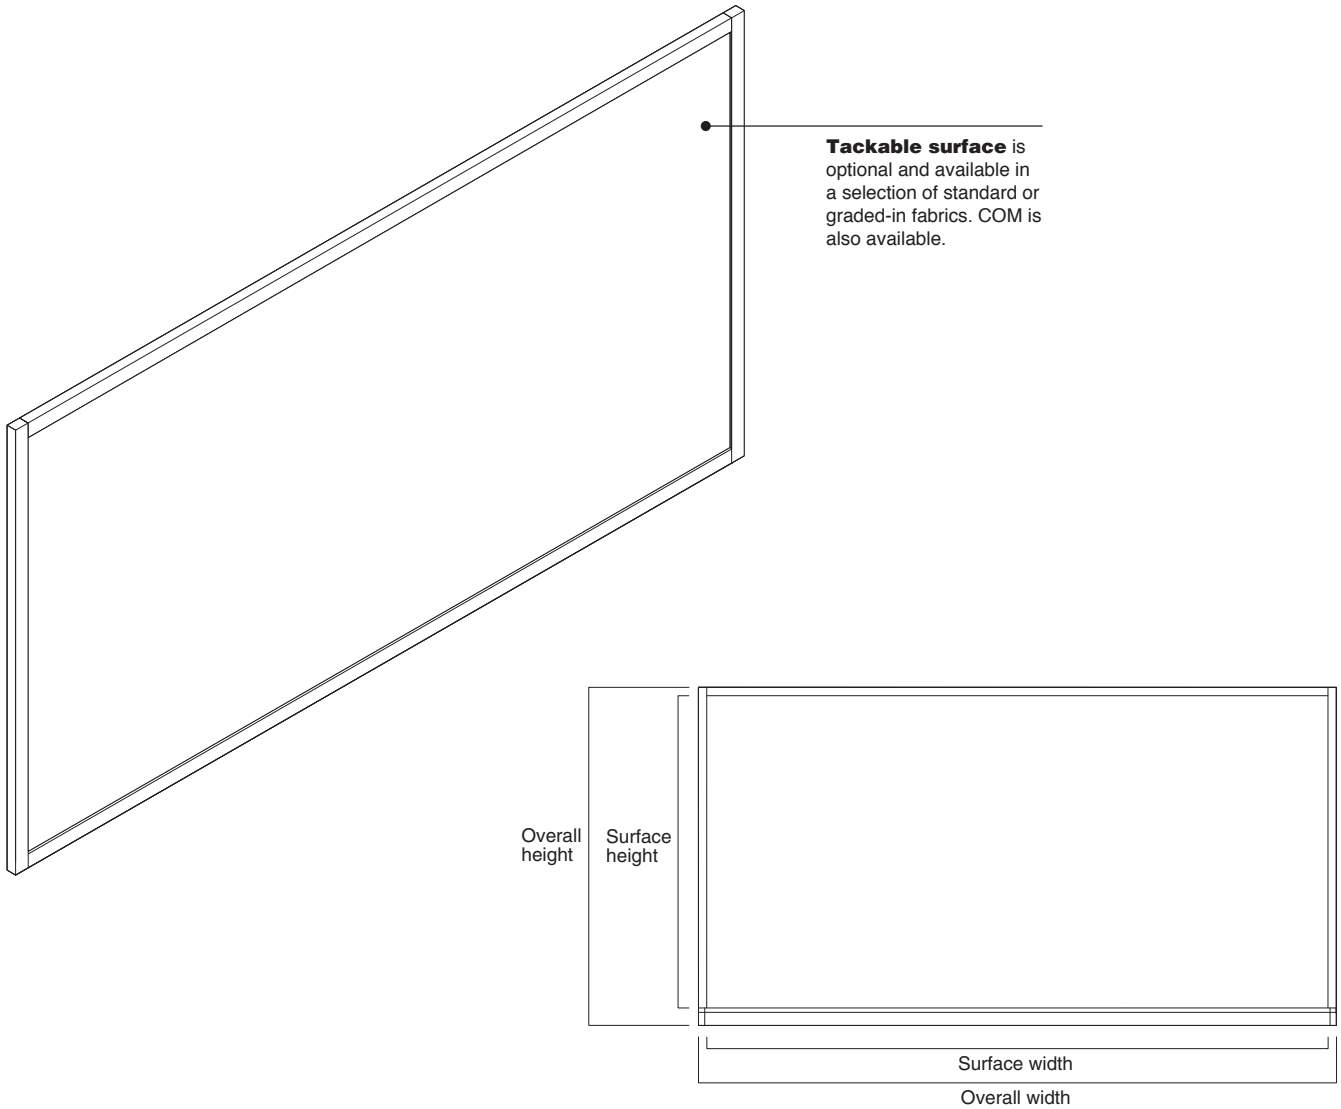 Tackable surface is
optional and available in
a selection of standard or
graded-in fabrics. COM is
also available.
Overall
height
Surface
height
Surface width
Overall width